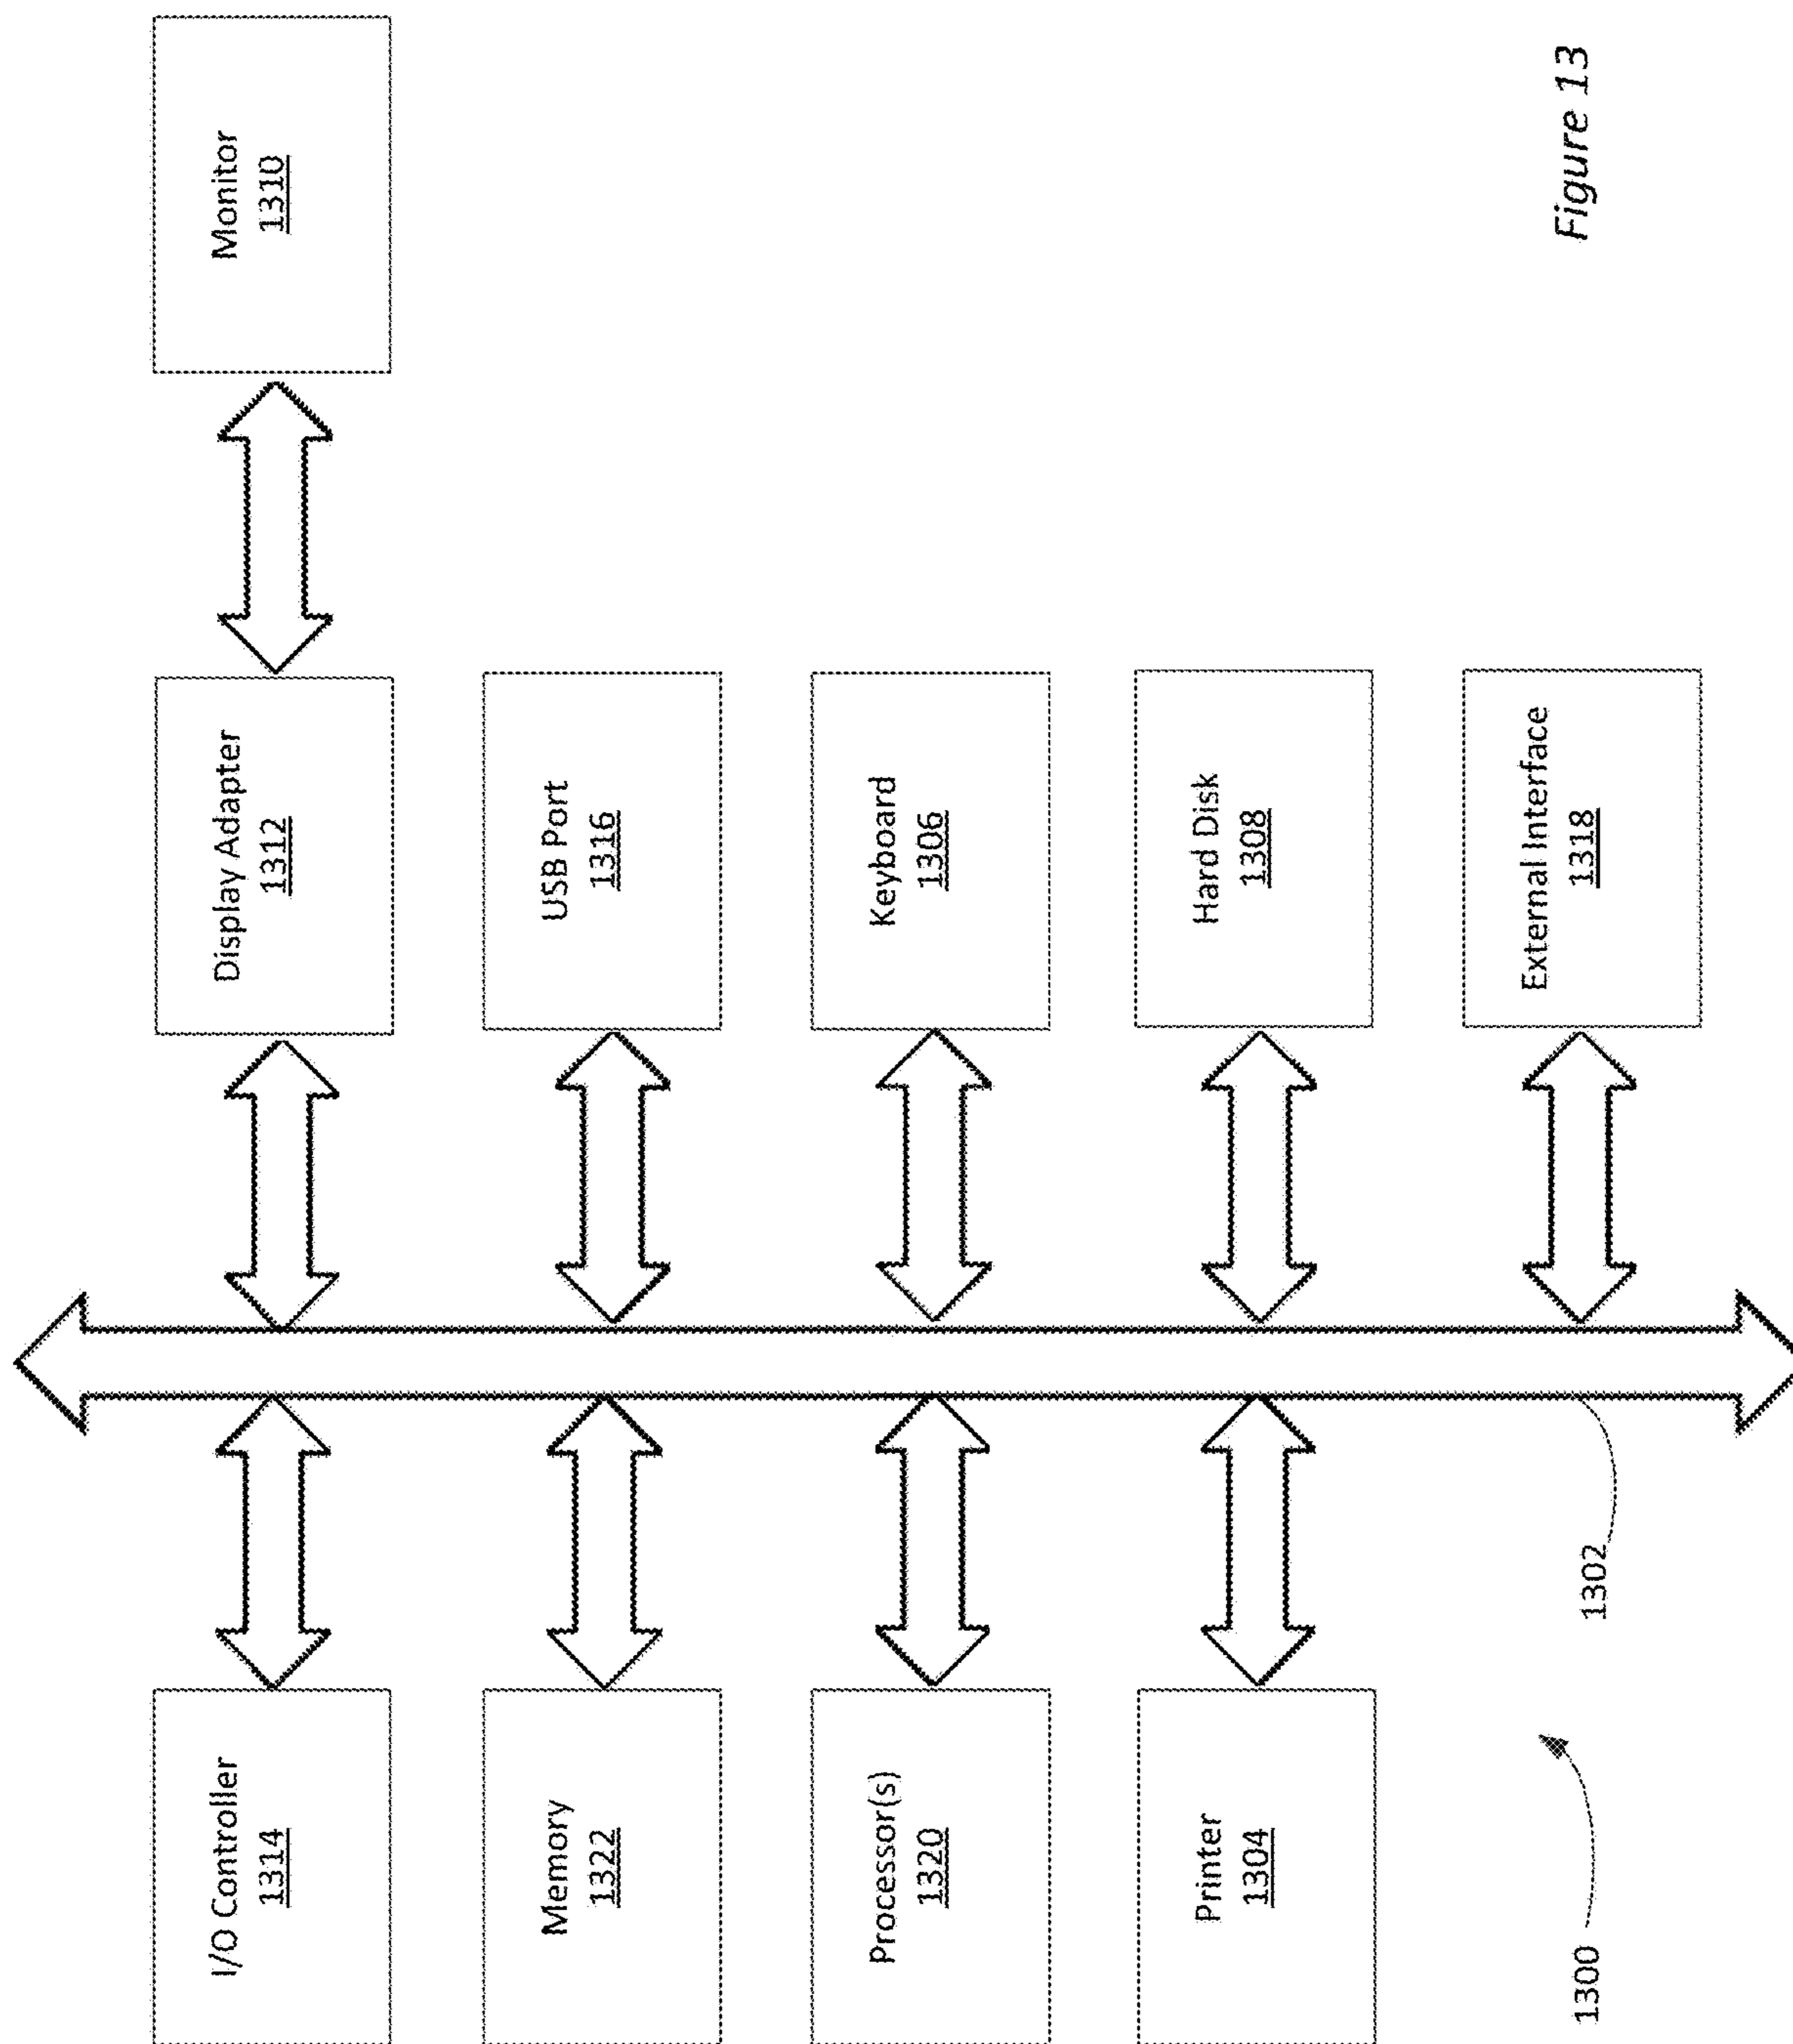 I/O Controller
1314
Display Adapter
1312
Monitor
1310
Memory
1322
USB Port
1316
Processor(s)
1320
Keyboard
1306
Printer
1304
Hard Disk
1308
External Interface
1318
1300
1302
Figure 13